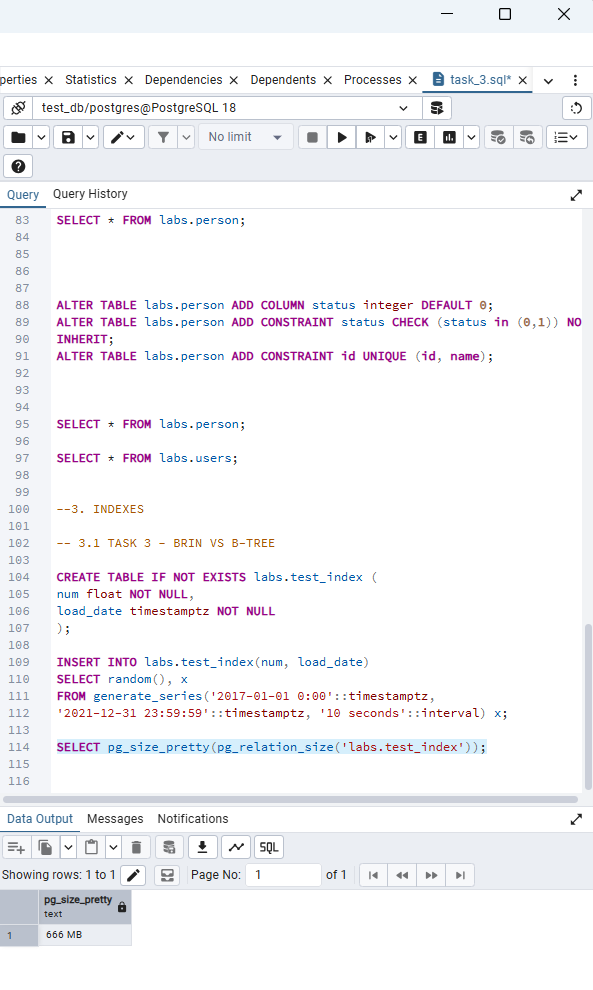 perties Statistics Dependencies Dependents Processes task_3.sql*
test_db/postgres@PostgreSQL 18
No limit
E
Query Query History
83 SELECT * FROM labs.person;
84
85
86
87
88 ALTER TABLE labs.person ADD COLUMN status integer DEFAULT 0;
89 ALTER TABLE labs.person ADD CONSTRAINT status CHECK (status in (0,1)) NO
90 INHERIT;
91 ALTER TABLE labs.person ADD CONSTRAINT id UNIQUE (id, name);
92
93
94
95 SELECT * FROM labs.person;
96
97 SELECT * FROM labs.users;
98
99
100 --3. INDEXES
101
102 -- 3.1 TASK 3 - BRIN VS B-TREE
103
104 CREATE TABLE IF NOT EXISTS labs.test_index (
105 num float NOT NULL,
106 load_date timestamptz NOT NULL
107 );
108
109 INSERT INTO labs.test_index(num, load_date)
110 SELECT random(), x
111 FROM generate_series('2017-01-01 0:00'::timestamptz,
112 '2021-12-31 23:59:59'::timestamptz, '10 seconds'::interval) x;
113
114 SELECT pg_size_pretty(pg_relation_size('labs.test_index'));
115
116
Data Output Messages Notifications
SQL
Showing rows: 1 to 1 Page No: 1 of 1
pg_size_pretty
text
1 666 MB